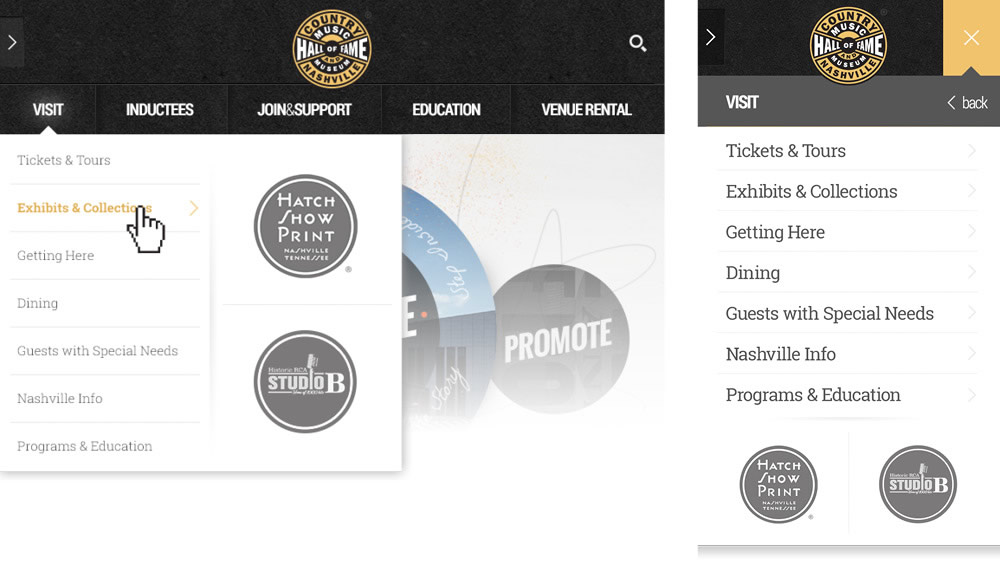 COUNTRY
MUSIC
HALL OF FAME
AND
MUSEUM
NASHVILLE
®
VISIT
INDUCTEES
JOIN&SUPPORT
EDUCATION
VENUE RENTAL
Tickets & Tours
Exhibits & Collections
Getting Here
Dining
Guests with Special Needs
Nashville Info
Programs & Education
HATCH
SHOW
PRINT
NASHVILLE
TENNESSEE
®
Historic RCA
STUDIO B
Step Inside
Story
PROMOTE
COUNTRY
MUSIC
HALL OF FAME
AND
MUSEUM
NASHVILLE
®
VISIT
back
Tickets & Tours
Exhibits & Collections
Getting Here
Dining
Guests with Special Needs
Nashville Info
Programs & Education
HATCH
SHOW
PRINT
NASHVILLE
TENNESSEE
®
Historic RCA
STUDIO B